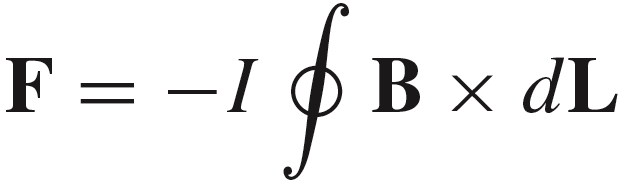 F = −I ∮ B × dL